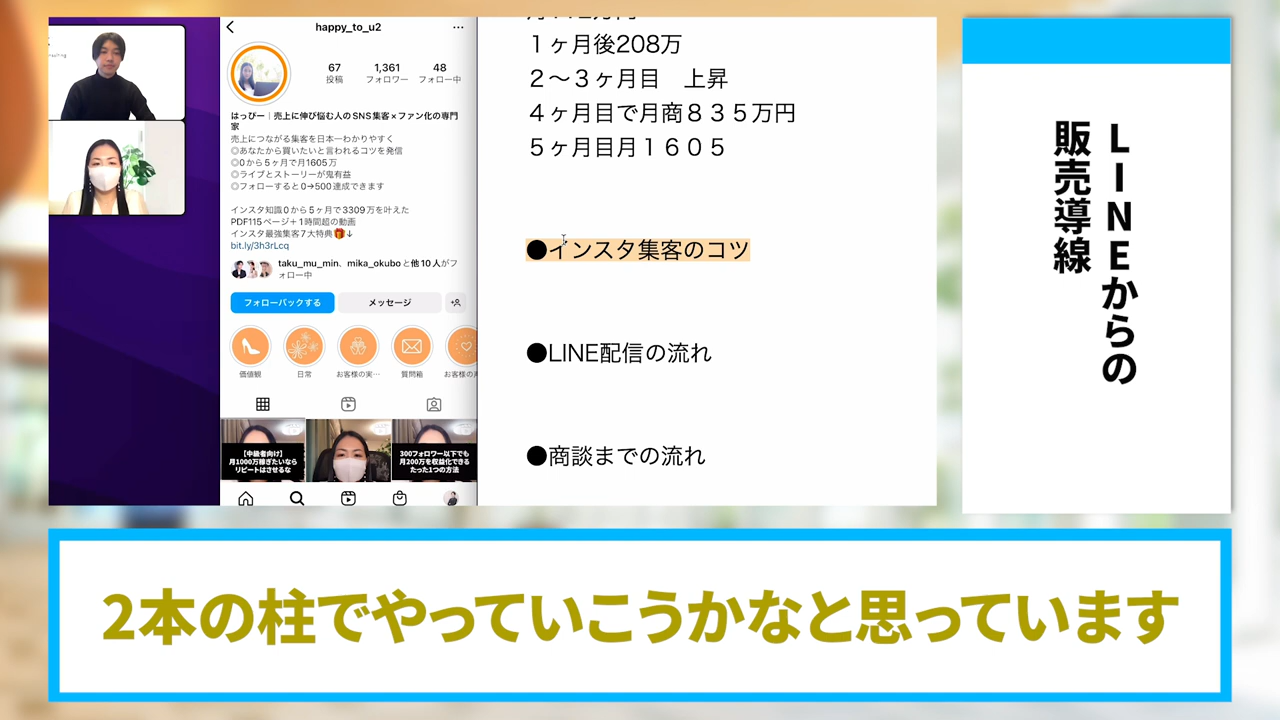 happy_to_u2
67
投稿
1,361
フォロワー
48
フォロー中
はっぴー｜売上に伸び悩む人のSNS集客×ファン化の専門
家
売上につながる集客を日本一わかりやすく
◎あなたから買いたいと言われるコツを発信
◎0から5ヶ月で月1605万
◎ライブとストーリーが鬼有益
◎フォローすると0→500達成できます
インスタ知識0から5ヶ月で3309万を叶えた
PDF115ページ+1時間超の動画
インスタ最強集客7大特典🎁↓
bit.ly/3h3rLcq
taku_mu_min、mika_okuboと他10人がフ
ォロー中
フォローバックする
メッセージ
価値観
日常
お客様の実…
質問箱
【中級者向け】
月1000万稼ぎたいなら
リピートはさせるな
300フォロワー以下でも
月200万を収益化できる
たった1つの方法
１ヶ月後208万
２〜３ヶ月目　上昇
４ヶ月目で月商８３５万円
５ヶ月目月１６０５
●インスタ集客のコツ
●LINE配信の流れ
●商談までの流れ
LINEからの
販売導線
2本の柱でやっていこうかなと思っています